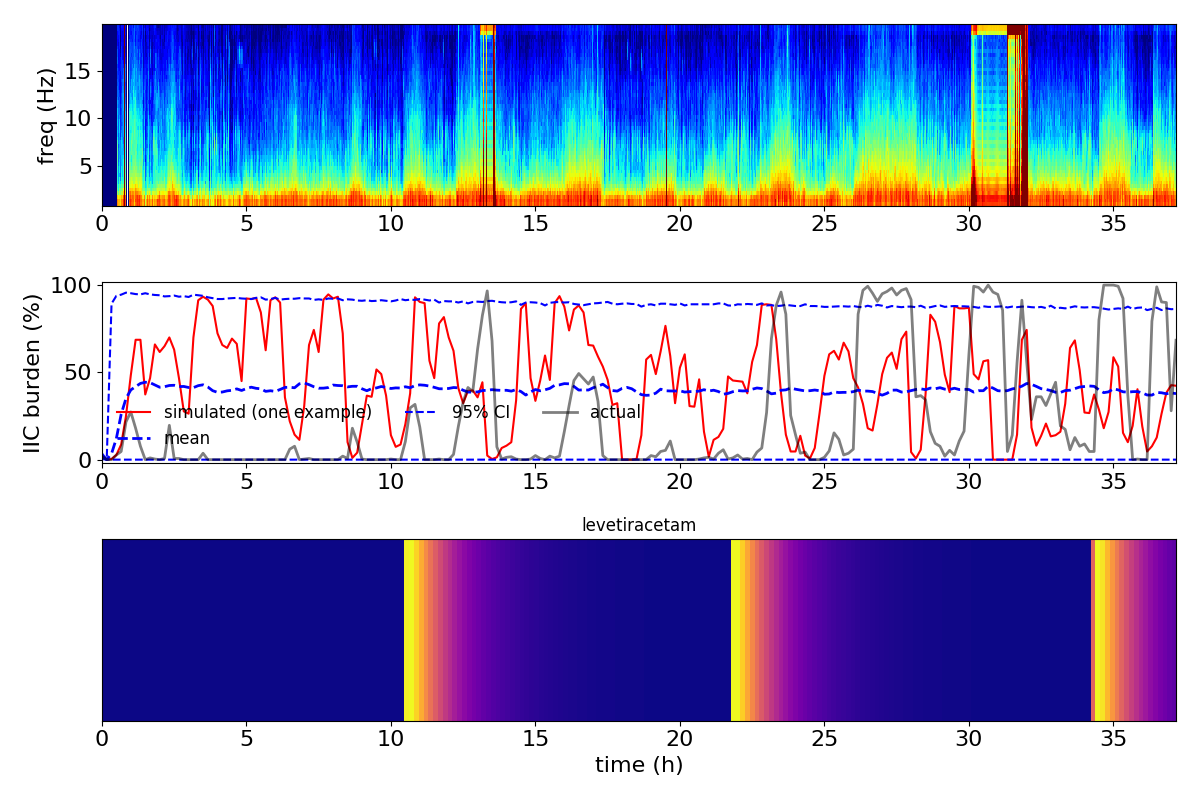 freq (Hz)
15
10
5
0 5 10 15 20 25 30 35
IIC burden (%)
100
50
0
simulated (one example) 95% CI actual
mean
0 5 10 15 20 25 30 35
levetiracetam
0 5 10 15 20 25 30 35
time (h)